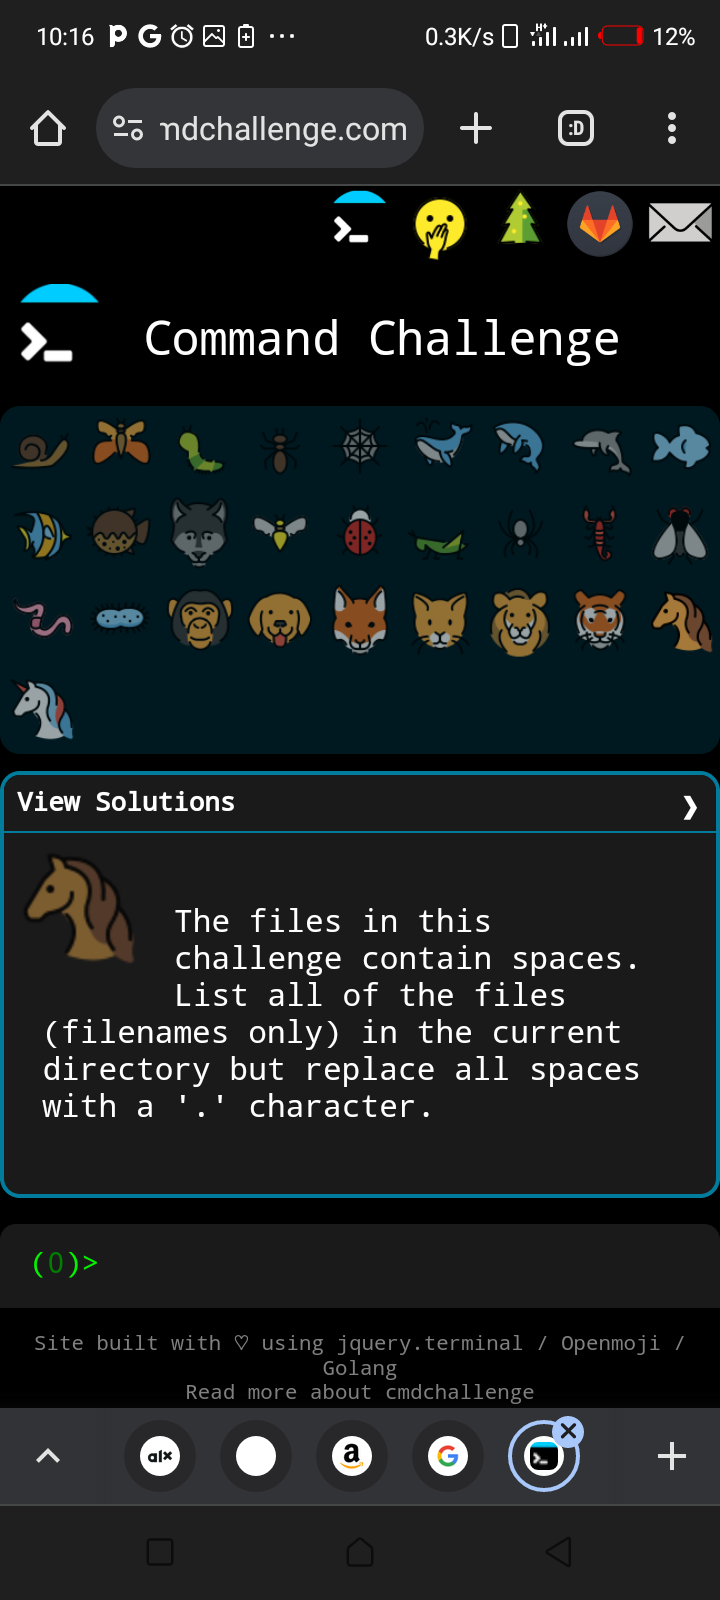 10:16
0.3K/s
H+
12%
mdchallenge.com
:D
Command Challenge
View Solutions
The files in this
challenge contain spaces.
List all of the files
(filenames only) in the current
directory but replace all spaces
with a '.' character.
(0)>
Site built with ♡ using jquery.terminal / Openmoji /
Golang
Read more about cmdchallenge
alx
a
G